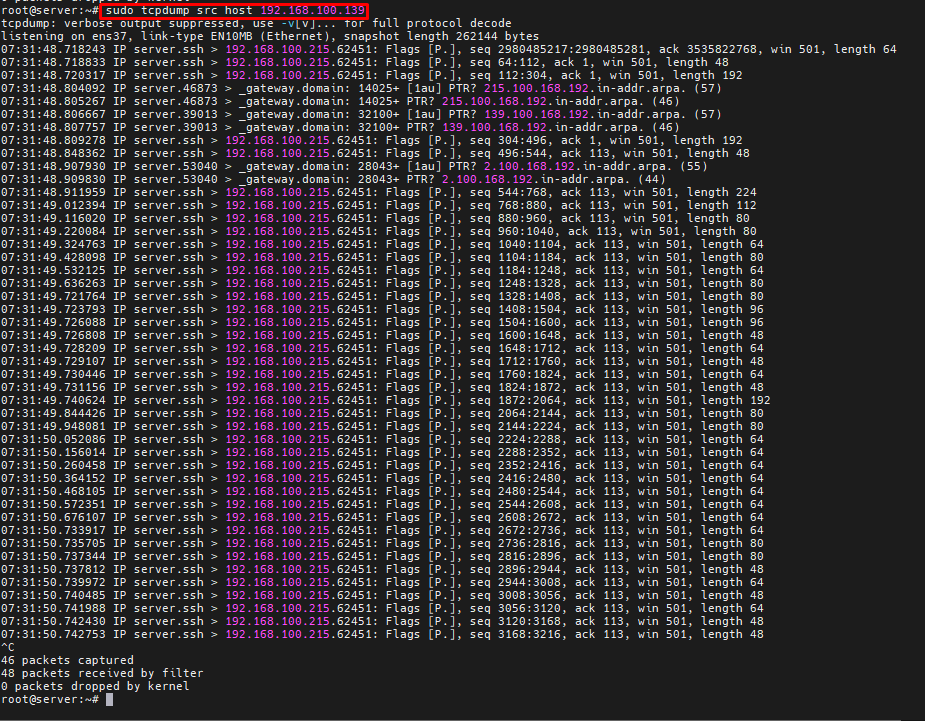 0 packets dropped by kernel
root@server:~# sudo tcpdump src host 192.168.100.139
tcpdump: verbose output suppressed, use -v[v]... for full protocol decode
listening on ens37, link-type EN10MB (Ethernet), snapshot length 262144 bytes
07:31:48.718243 IP server.ssh > 192.168.100.215.62451: Flags [P.], seq 2980485217:2980485281, ack 3535822768, win 501, length 64
07:31:48.718833 IP server.ssh > 192.168.100.215.62451: Flags [P.], seq 64:112, ack 1, win 501, length 48
07:31:48.720317 IP server.ssh > 192.168.100.215.62451: Flags [P.], seq 112:304, ack 1, win 501, length 192
07:31:48.804092 IP server.46873 > _gateway.domain: 14025+ [1au] PTR? 215.100.168.192.in-addr.arpa. (57)
07:31:48.805267 IP server.46873 > _gateway.domain: 14025+ PTR? 215.100.168.192.in-addr.arpa. (46)
07:31:48.806667 IP server.39013 > _gateway.domain: 32100+ [1au] PTR? 139.100.168.192.in-addr.arpa. (57)
07:31:48.807757 IP server.39013 > _gateway.domain: 32100+ PTR? 139.100.168.192.in-addr.arpa. (46)
07:31:48.809278 IP server.ssh > 192.168.100.215.62451: Flags [P.], seq 304:496, ack 1, win 501, length 192
07:31:48.848362 IP server.ssh > 192.168.100.215.62451: Flags [P.], seq 496:544, ack 113, win 501, length 48
07:31:48.907930 IP server.53040 > _gateway.domain: 28043+ [1au] PTR? 2.100.168.192.in-addr.arpa. (55)
07:31:48.909830 IP server.53040 > _gateway.domain: 28043+ PTR? 2.100.168.192.in-addr.arpa. (44)
07:31:48.911959 IP server.ssh > 192.168.100.215.62451: Flags [P.], seq 544:768, ack 113, win 501, length 224
07:31:49.012394 IP server.ssh > 192.168.100.215.62451: Flags [P.], seq 768:880, ack 113, win 501, length 112
07:31:49.116020 IP server.ssh > 192.168.100.215.62451: Flags [P.], seq 880:960, ack 113, win 501, length 80
07:31:49.220084 IP server.ssh > 192.168.100.215.62451: Flags [P.], seq 960:1040, ack 113, win 501, length 80
07:31:49.324763 IP server.ssh > 192.168.100.215.62451: Flags [P.], seq 1040:1104, ack 113, win 501, length 64
07:31:49.428098 IP server.ssh > 192.168.100.215.62451: Flags [P.], seq 1104:1184, ack 113, win 501, length 80
07:31:49.532125 IP server.ssh > 192.168.100.215.62451: Flags [P.], seq 1184:1248, ack 113, win 501, length 64
07:31:49.636263 IP server.ssh > 192.168.100.215.62451: Flags [P.], seq 1248:1328, ack 113, win 501, length 80
07:31:49.721764 IP server.ssh > 192.168.100.215.62451: Flags [P.], seq 1328:1408, ack 113, win 501, length 80
07:31:49.723793 IP server.ssh > 192.168.100.215.62451: Flags [P.], seq 1408:1504, ack 113, win 501, length 96
07:31:49.726088 IP server.ssh > 192.168.100.215.62451: Flags [P.], seq 1504:1600, ack 113, win 501, length 96
07:31:49.726808 IP server.ssh > 192.168.100.215.62451: Flags [P.], seq 1600:1648, ack 113, win 501, length 48
07:31:49.728209 IP server.ssh > 192.168.100.215.62451: Flags [P.], seq 1648:1712, ack 113, win 501, length 64
07:31:49.729107 IP server.ssh > 192.168.100.215.62451: Flags [P.], seq 1712:1760, ack 113, win 501, length 48
07:31:49.730446 IP server.ssh > 192.168.100.215.62451: Flags [P.], seq 1760:1824, ack 113, win 501, length 64
07:31:49.731156 IP server.ssh > 192.168.100.215.62451: Flags [P.], seq 1824:1872, ack 113, win 501, length 48
07:31:49.740624 IP server.ssh > 192.168.100.215.62451: Flags [P.], seq 1872:2064, ack 113, win 501, length 192
07:31:49.844426 IP server.ssh > 192.168.100.215.62451: Flags [P.], seq 2064:2144, ack 113, win 501, length 80
07:31:49.948081 IP server.ssh > 192.168.100.215.62451: Flags [P.], seq 2144:2224, ack 113, win 501, length 80
07:31:50.052086 IP server.ssh > 192.168.100.215.62451: Flags [P.], seq 2224:2288, ack 113, win 501, length 64
07:31:50.156014 IP server.ssh > 192.168.100.215.62451: Flags [P.], seq 2288:2352, ack 113, win 501, length 64
07:31:50.260458 IP server.ssh > 192.168.100.215.62451: Flags [P.], seq 2352:2416, ack 113, win 501, length 64
07:31:50.364152 IP server.ssh > 192.168.100.215.62451: Flags [P.], seq 2416:2480, ack 113, win 501, length 64
07:31:50.468105 IP server.ssh > 192.168.100.215.62451: Flags [P.], seq 2480:2544, ack 113, win 501, length 64
07:31:50.572351 IP server.ssh > 192.168.100.215.62451: Flags [P.], seq 2544:2608, ack 113, win 501, length 64
07:31:50.676107 IP server.ssh > 192.168.100.215.62451: Flags [P.], seq 2608:2672, ack 113, win 501, length 64
07:31:50.733917 IP server.ssh > 192.168.100.215.62451: Flags [P.], seq 2672:2736, ack 113, win 501, length 64
07:31:50.735705 IP server.ssh > 192.168.100.215.62451: Flags [P.], seq 2736:2816, ack 113, win 501, length 80
07:31:50.737344 IP server.ssh > 192.168.100.215.62451: Flags [P.], seq 2816:2896, ack 113, win 501, length 80
07:31:50.737812 IP server.ssh > 192.168.100.215.62451: Flags [P.], seq 2896:2944, ack 113, win 501, length 48
07:31:50.739972 IP server.ssh > 192.168.100.215.62451: Flags [P.], seq 2944:3008, ack 113, win 501, length 64
07:31:50.740485 IP server.ssh > 192.168.100.215.62451: Flags [P.], seq 3008:3056, ack 113, win 501, length 48
07:31:50.741988 IP server.ssh > 192.168.100.215.62451: Flags [P.], seq 3056:3120, ack 113, win 501, length 64
07:31:50.742430 IP server.ssh > 192.168.100.215.62451: Flags [P.], seq 3120:3168, ack 113, win 501, length 48
07:31:50.742753 IP server.ssh > 192.168.100.215.62451: Flags [P.], seq 3168:3216, ack 113, win 501, length 48
^C
46 packets captured
48 packets received by filter
0 packets dropped by kernel
root@server:~#